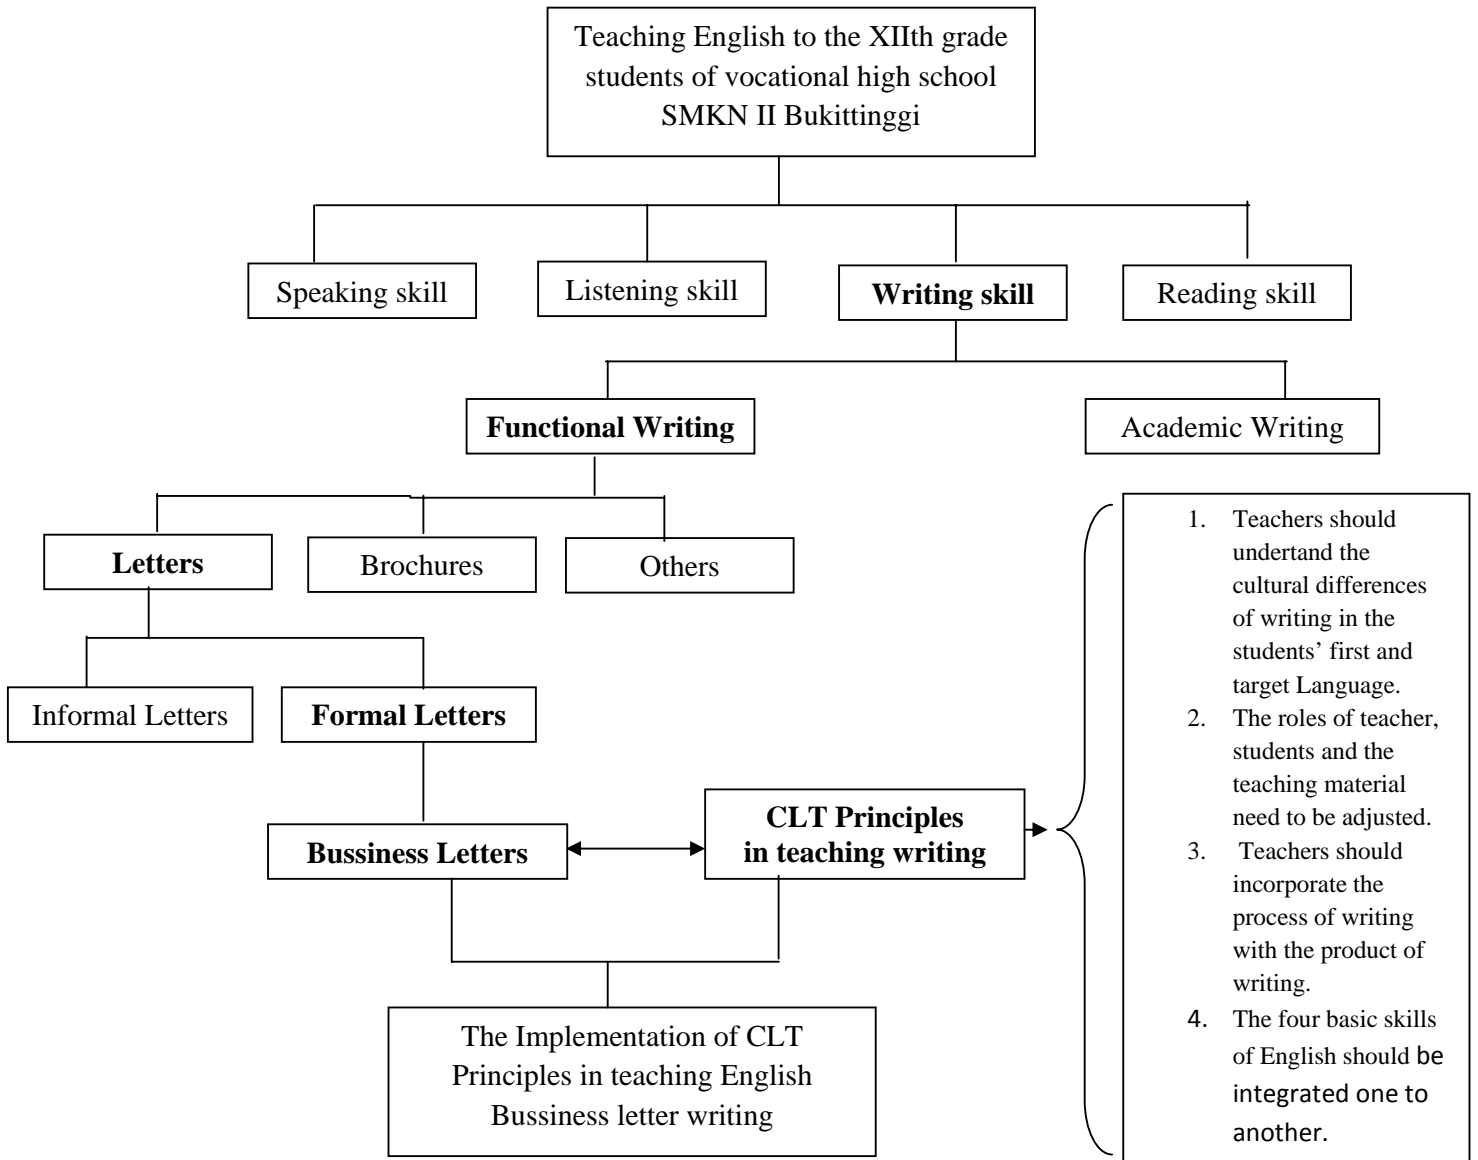 Teaching English to the XIIth grade
students of vocational high school
SMKN II Bukittinggi
Speaking skill
Listening skill
Writing skill
Reading skill
Functional Writing
Academic Writing
Letters
Brochures
Others
Informal Letters
Formal Letters
Bussiness Letters
CLT Principles
in teaching writing
1. Teachers should
undertand the
cultural differences
of writing in the
students’ first and
target Language.
2. The roles of teacher,
students and the
teaching material
need to be adjusted.
3. Teachers should
incorporate the
process of writing
with the product of
writing.
4. The four basic skills
of English should be
integrated one to
another.
The Implementation of CLT
Principles in teaching English
Bussiness letter writing